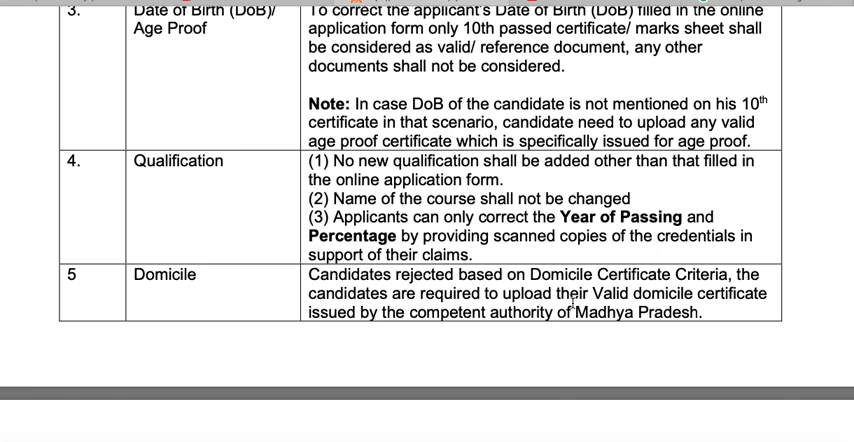 3.
Date of Birth (DoB)/
Age Proof
To correct the applicant's Date of Birth (DoB) filled in the online
application form only 10th passed certificate/ marks sheet shall
be considered as valid/ reference document, any other
documents shall not be considered.
Note: In case DoB of the candidate is not mentioned on his 10th
certificate in that scenario, candidate need to upload any valid
age proof certificate which is specifically issued for age proof.
4.
Qualification
(1) No new qualification shall be added other than that filled in
the online application form.
(2) Name of the course shall not be changed
(3) Applicants can only correct the Year of Passing and
Percentage by providing scanned copies of the credentials in
support of their claims.
5
Domicile
Candidates rejected based on Domicile Certificate Criteria, the
candidates are required to upload their Valid domicile certificate
issued by the competent authority of Madhya Pradesh.